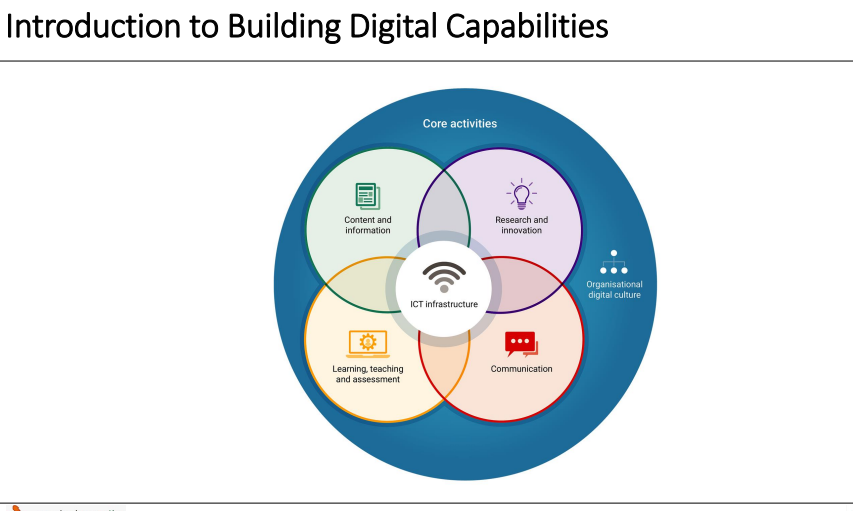 Introduction to Building Digital Capabilities
Core activities
Content and
information
Research and
innovation
Organisational
digital culture
ICT infrastructure
Learning, teaching
and assessment
Communication